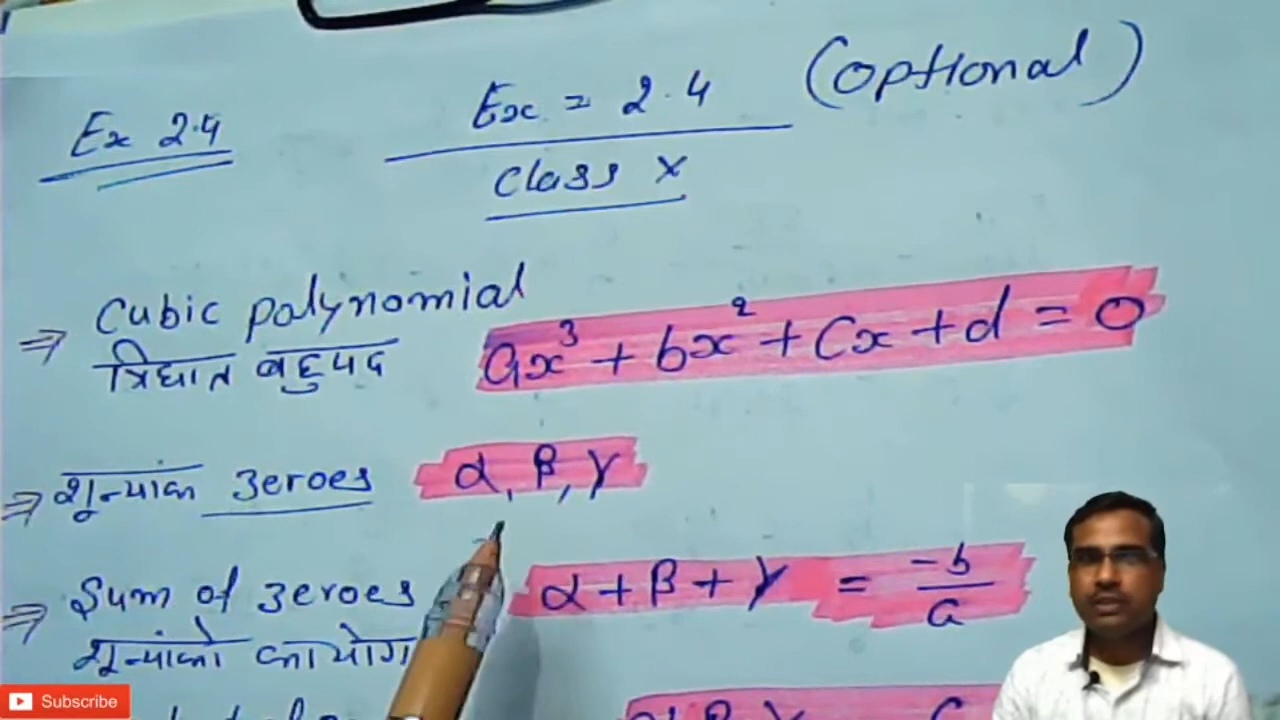 Ex 2.4
Ex = 2.4 (optional)
Class X
⇒ Cubic polynomial ax³ + bx² + cx + d = 0
त्रिघात बहुपद
⇒ शून्यांक zeroes α, β, γ
⇒ Sum of zeroes α + β + γ = -b/a
शून्यांको का योग
Subscribe